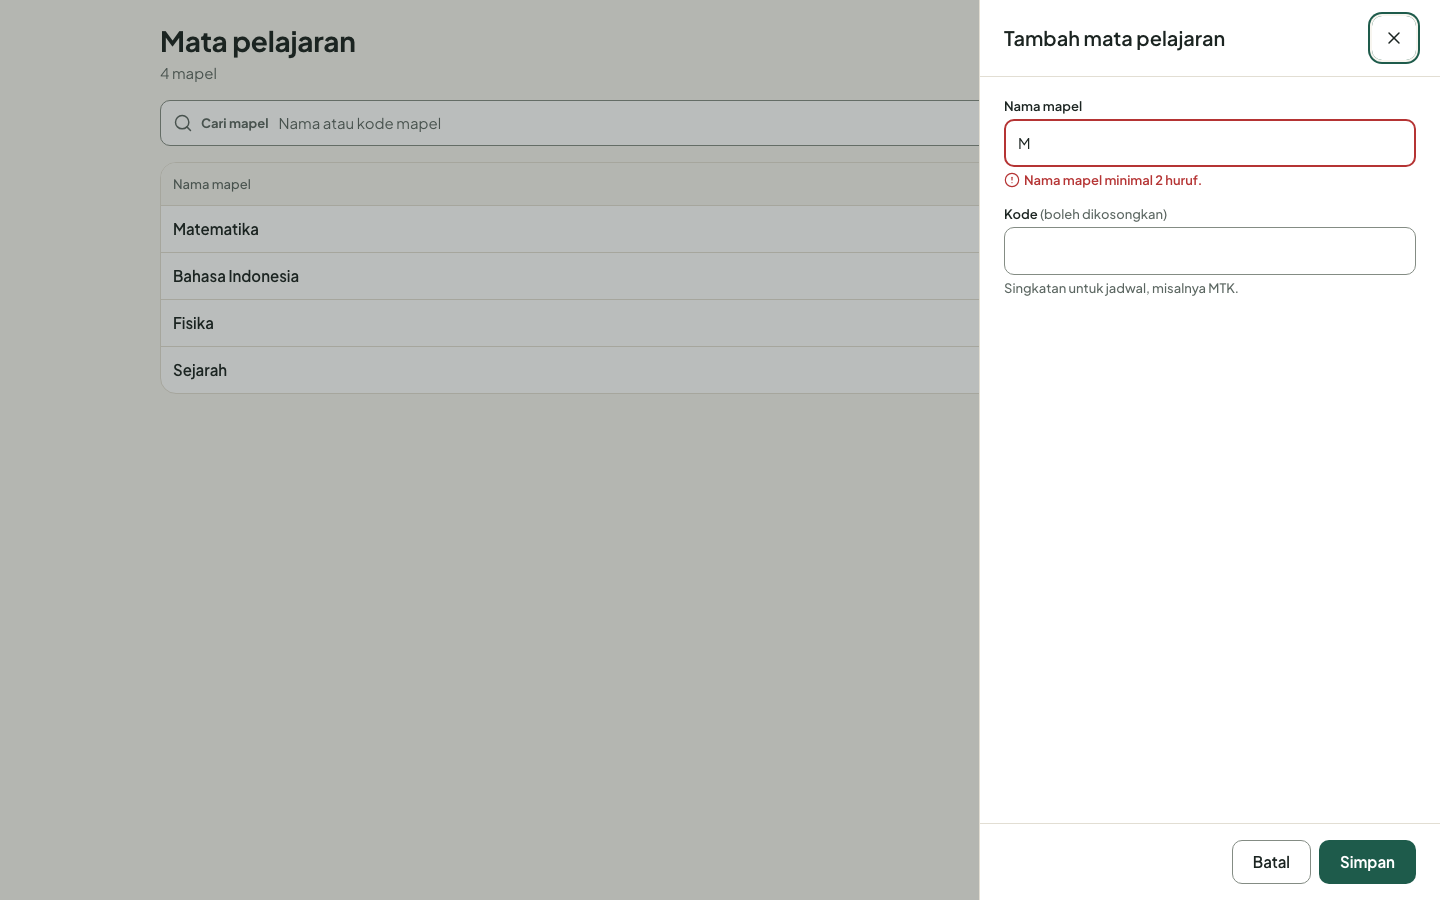 Mata pelajaran
4 mapel
Cari mapel Nama atau kode mapel
Nama mapel
Matematika
Bahasa Indonesia
Fisika
Sejarah
Tambah mata pelajaran
Nama mapel
M
Nama mapel minimal 2 huruf.
Kode (boleh dikosongkan)
Singkatan untuk jadwal, misalnya MTK.
Batal Simpan